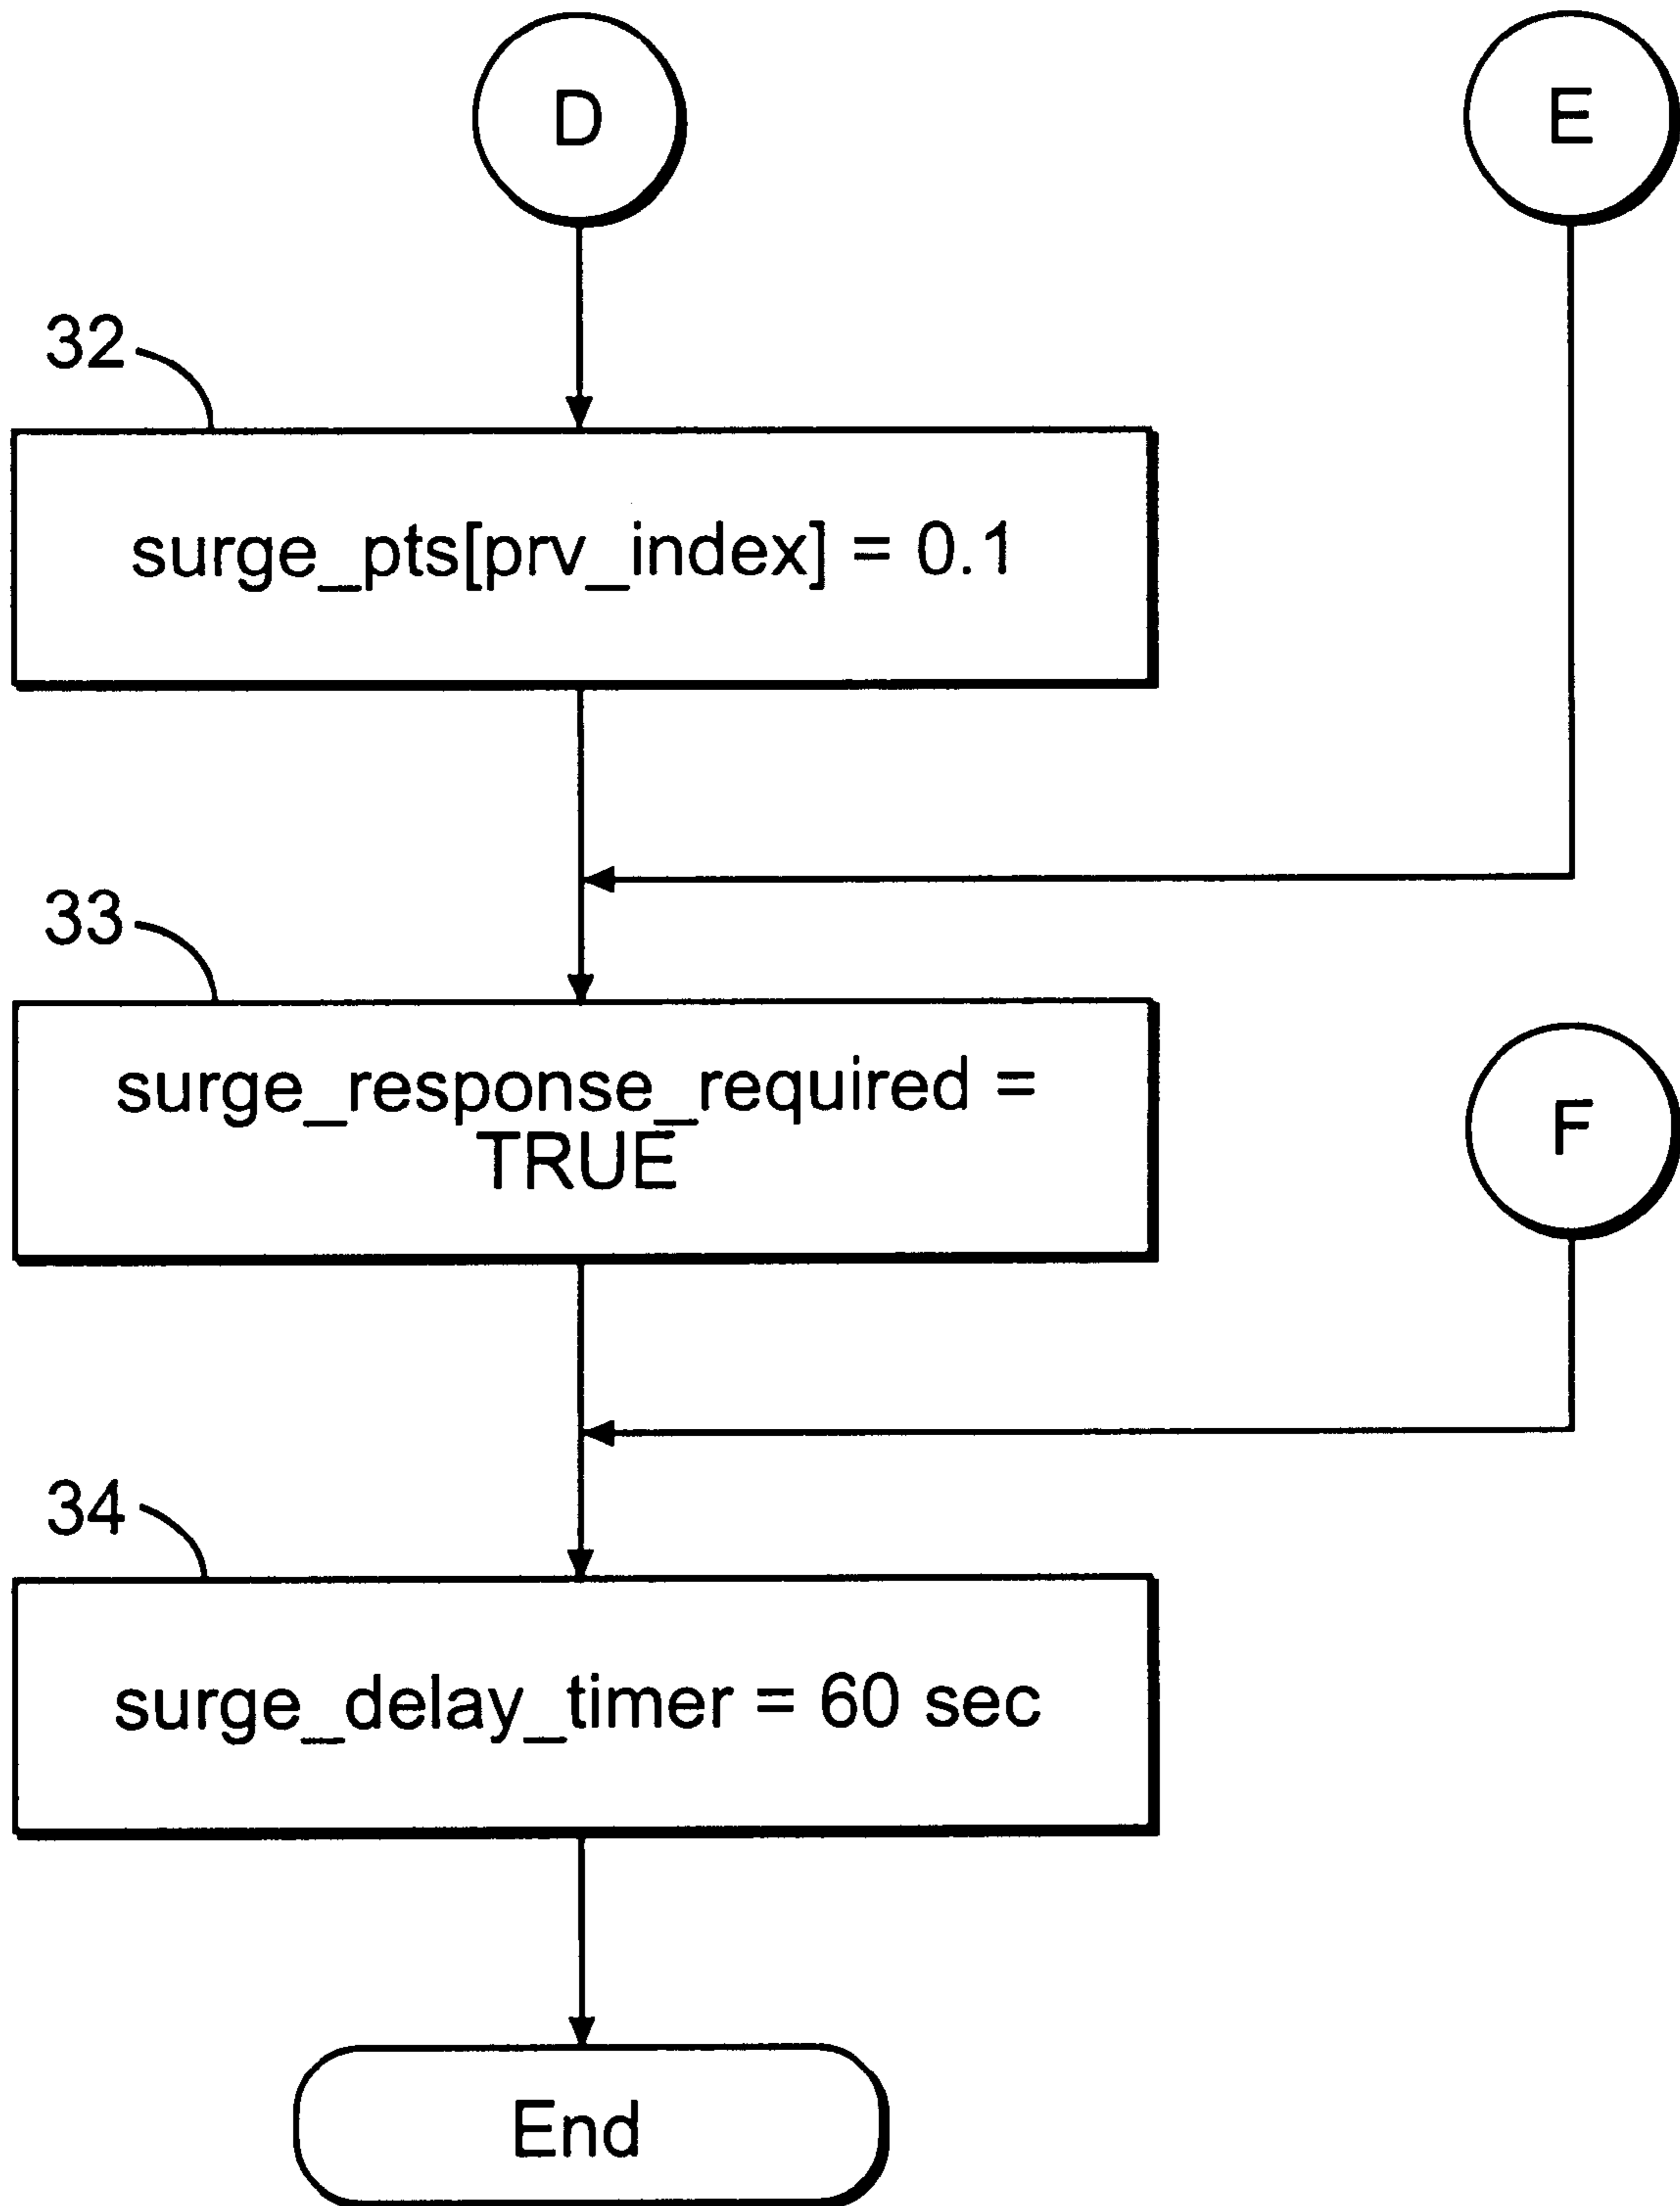 D
E
32
surge_pts[prv_index] = 0.1
33
surge_response_required =
TRUE
F
34
surge_delay_timer = 60 sec
End